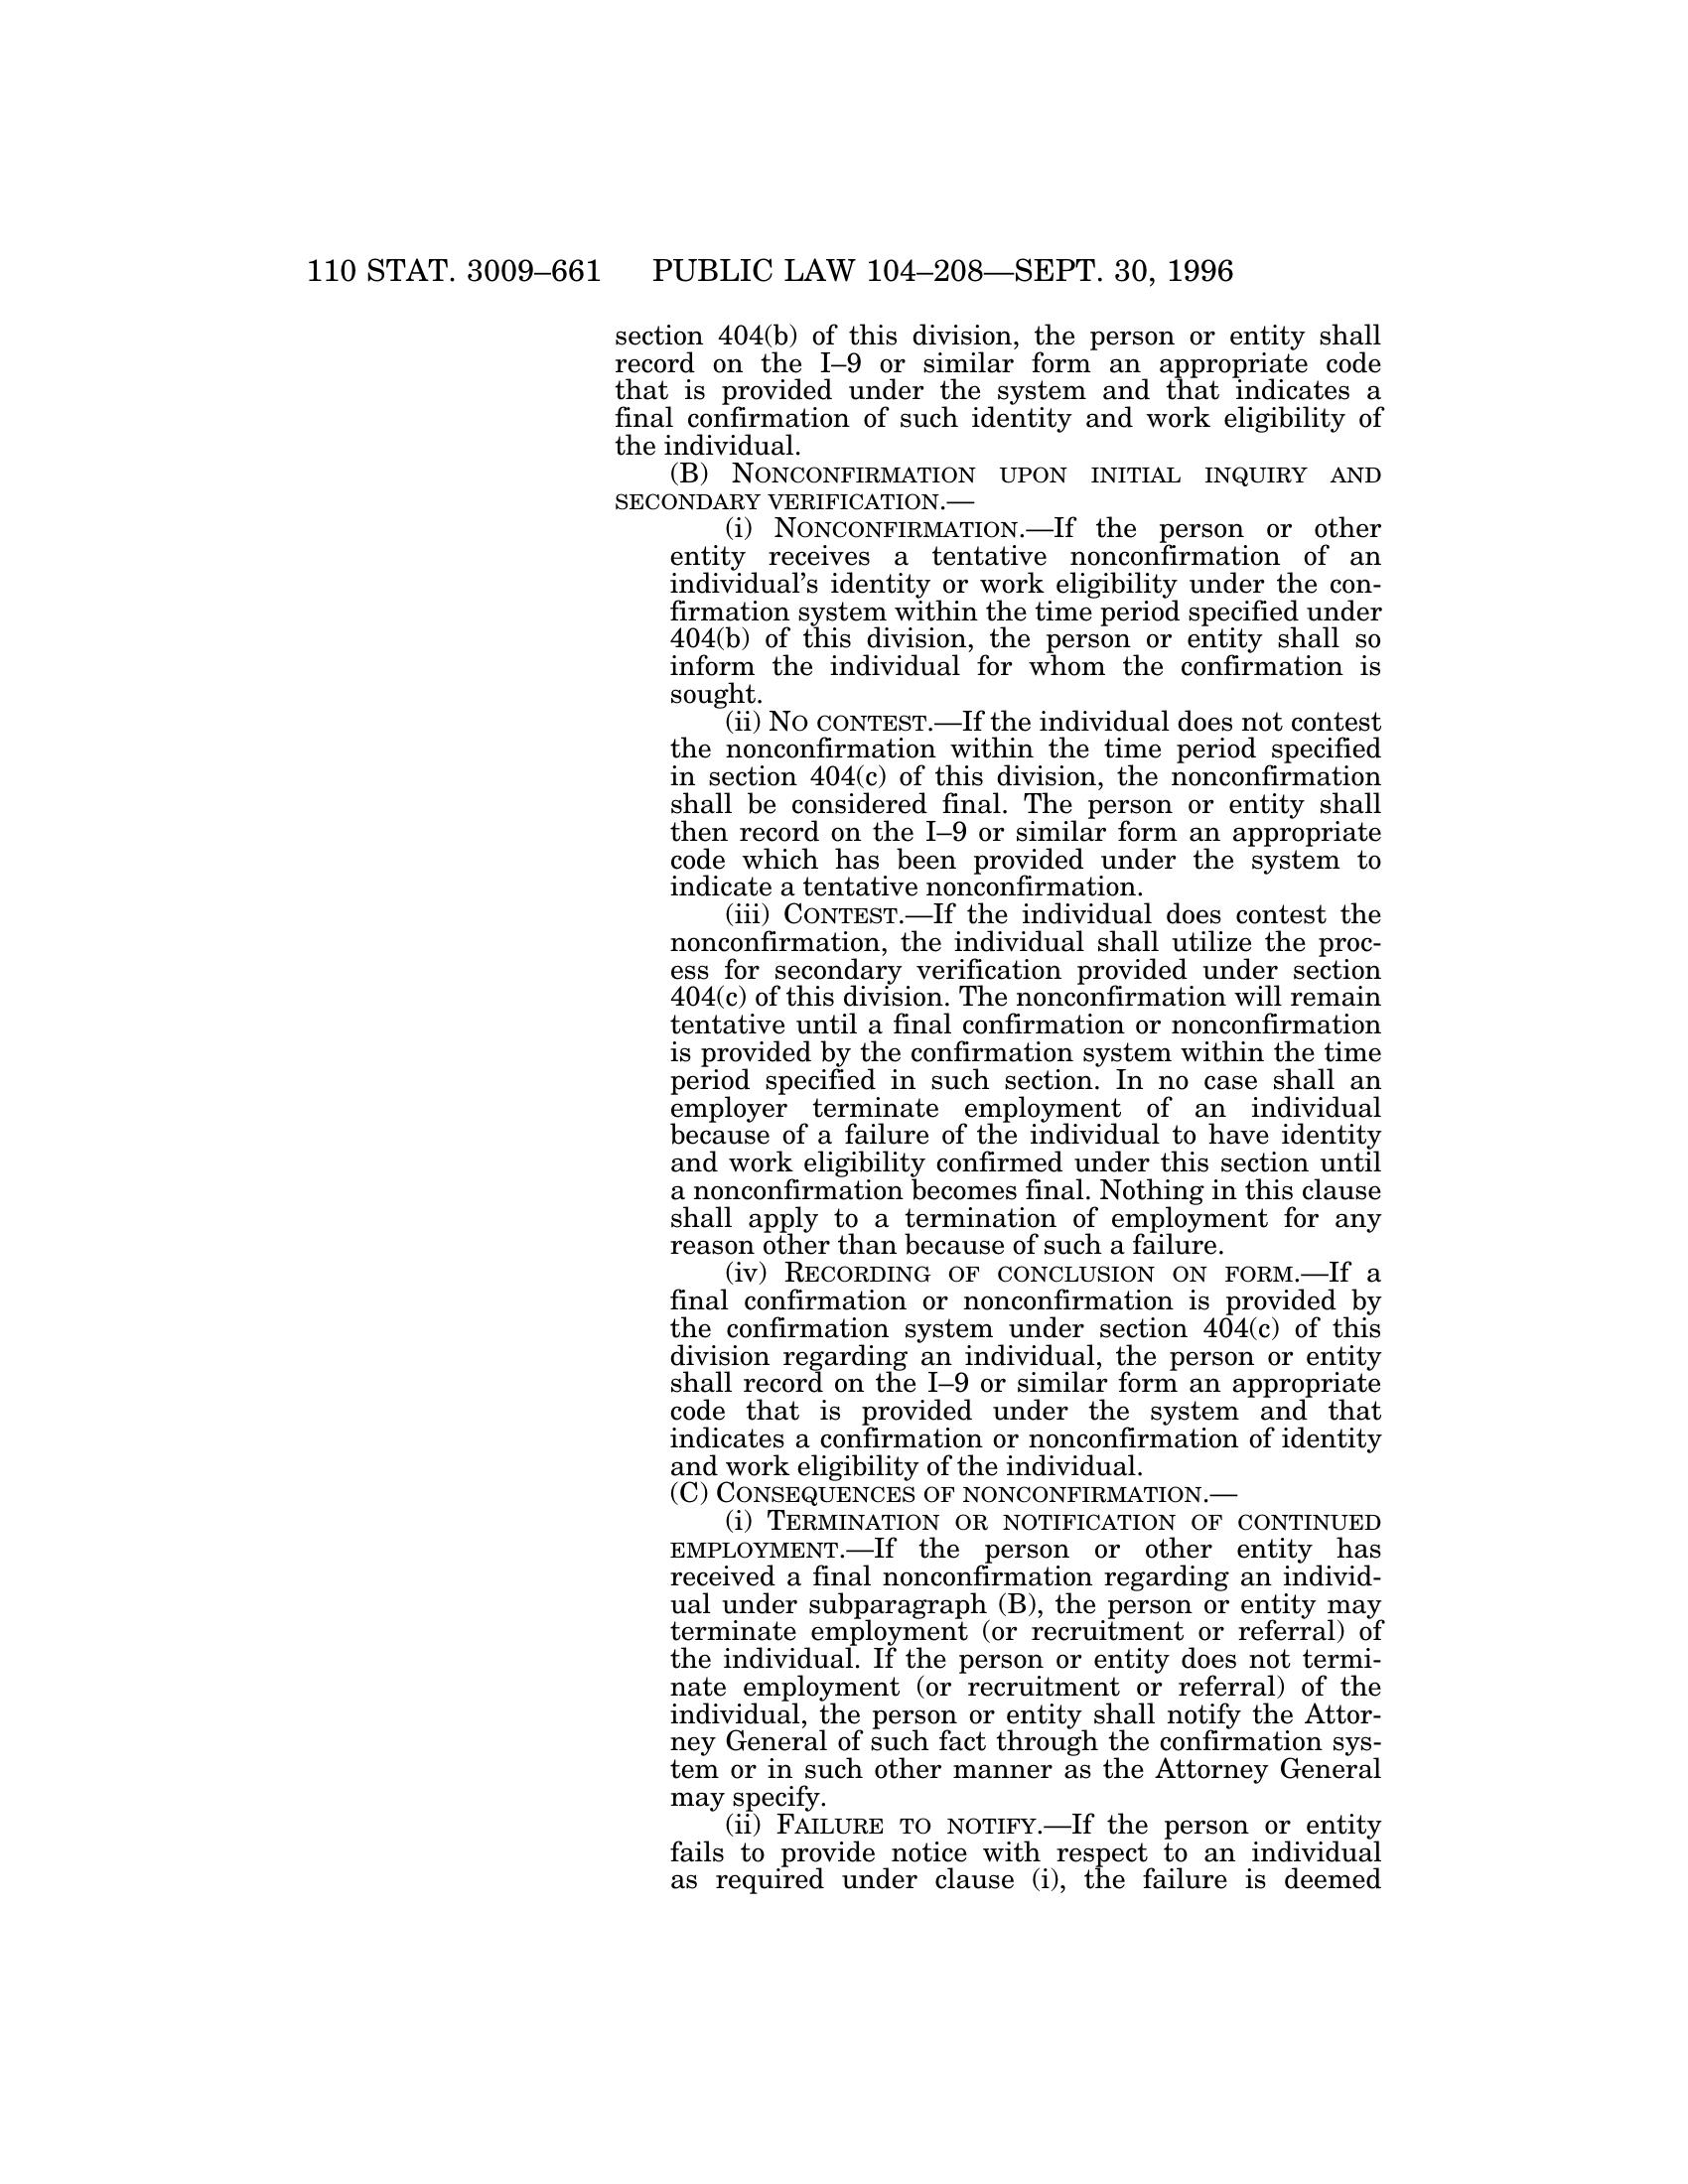 110 STAT. 3009–661 PUBLIC LAW 104–208—SEPT. 30, 1996
section 404(b) of this division, the person or entity shall
record on the I–9 or similar form an appropriate code
that is provided under the system and that indicates a
final confirmation of such identity and work eligibility of
the individual.
(B) NONCONFIRMATION UPON INITIAL INQUIRY AND
SECONDARY VERIFICATION.—
(i) NONCONFIRMATION.—If the person or other
entity receives a tentative nonconfirmation of an
individual’s identity or work eligibility under the con-
firmation system within the time period specified under
404(b) of this division, the person or entity shall so
inform the individual for whom the confirmation is
sought.
(ii) NO CONTEST.—If the individual does not contest
the nonconfirmation within the time period specified
in section 404(c) of this division, the nonconfirmation
shall be considered final. The person or entity shall
then record on the I–9 or similar form an appropriate
code which has been provided under the system to
indicate a tentative nonconfirmation.
(iii) CONTEST.—If the individual does contest the
nonconfirmation, the individual shall utilize the proc-
ess for secondary verification provided under section
404(c) of this division. The nonconfirmation will remain
tentative until a final confirmation or nonconfirmation
is provided by the confirmation system within the time
period specified in such section. In no case shall an
employer terminate employment of an individual
because of a failure of the individual to have identity
and work eligibility confirmed under this section until
a nonconfirmation becomes final. Nothing in this clause
shall apply to a termination of employment for any
reason other than because of such a failure.
(iv) RECORDING OF CONCLUSION ON FORM.—If a
final confirmation or nonconfirmation is provided by
the confirmation system under section 404(c) of this
division regarding an individual, the person or entity
shall record on the I–9 or similar form an appropriate
code that is provided under the system and that
indicates a confirmation or nonconfirmation of identity
and work eligibility of the individual.
(C) CONSEQUENCES OF NONCONFIRMATION.—
(i) TERMINATION OR NOTIFICATION OF CONTINUED
EMPLOYMENT.—If the person or other entity has
received a final nonconfirmation regarding an individ-
ual under subparagraph (B), the person or entity may
terminate employment (or recruitment or referral) of
the individual. If the person or entity does not termi-
nate employment (or recruitment or referral) of the
individual, the person or entity shall notify the Attor-
ney General of such fact through the confirmation sys-
tem or in such other manner as the Attorney General
may specify.
(ii) FAILURE TO NOTIFY.—If the person or entity
fails to provide notice with respect to an individual
as required under clause (i), the failure is deemed